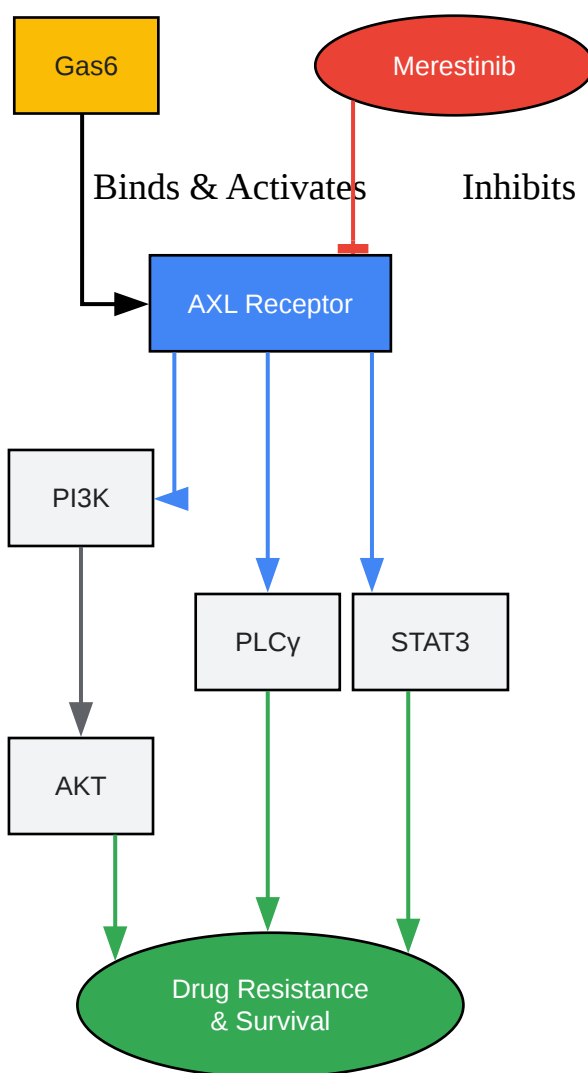 Gas6
Merestinib
Binds & Activates
Inhibits
AXL Receptor
PI3K
PLCγ
STAT3
AKT
Drug Resistance
& Survival